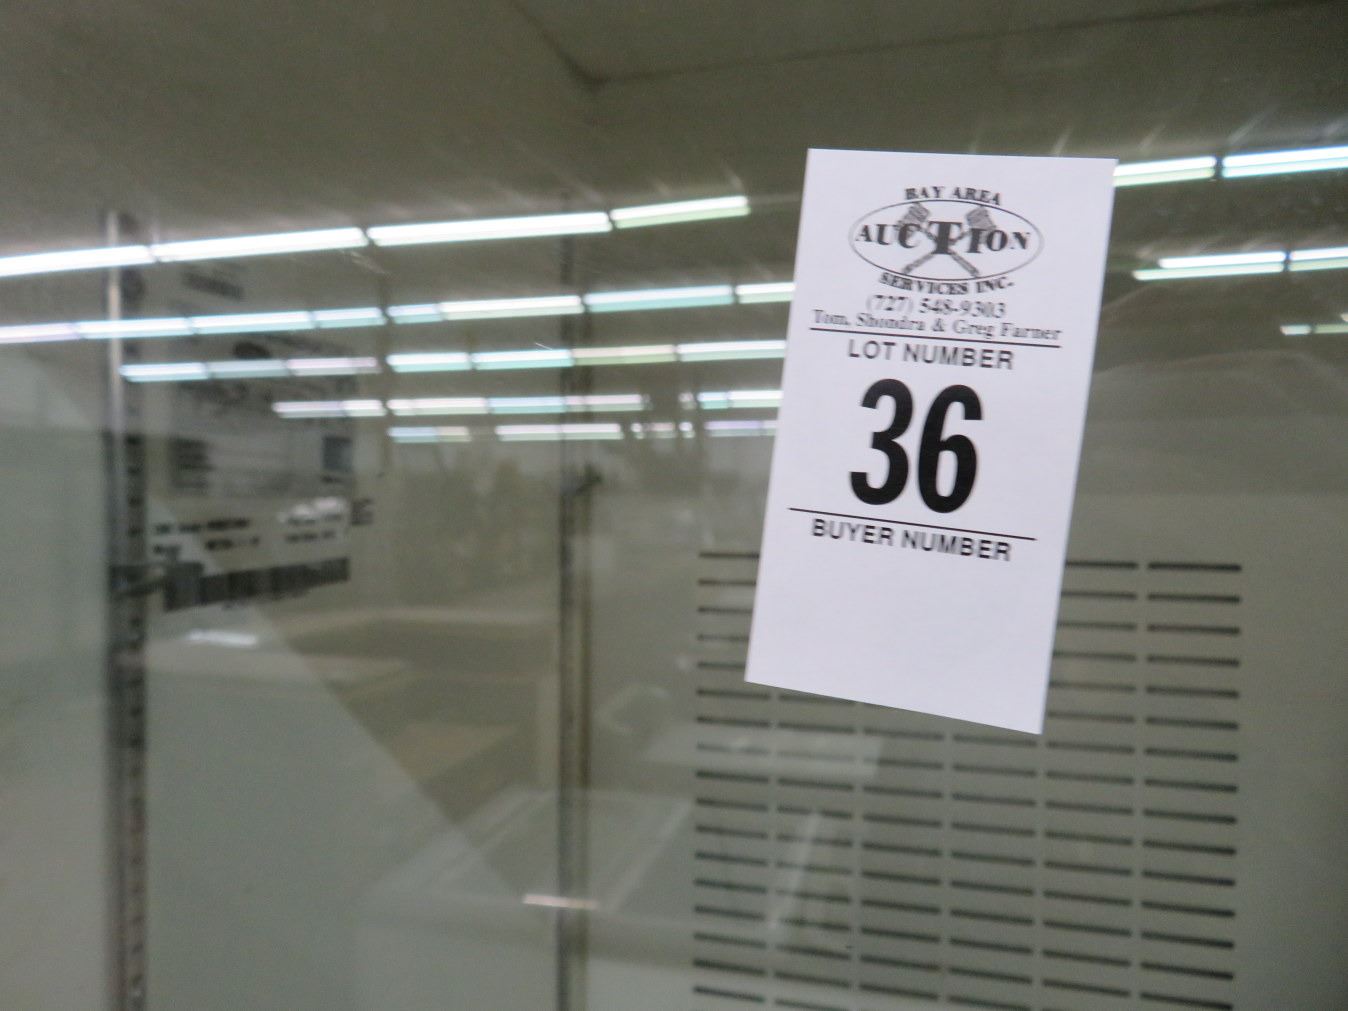 BAY AREA
AUCTION
SERVICES INC.
(727) 548-9303
Tom, Shondra & Greg Farner
LOT NUMBER
36
BUYER NUMBER